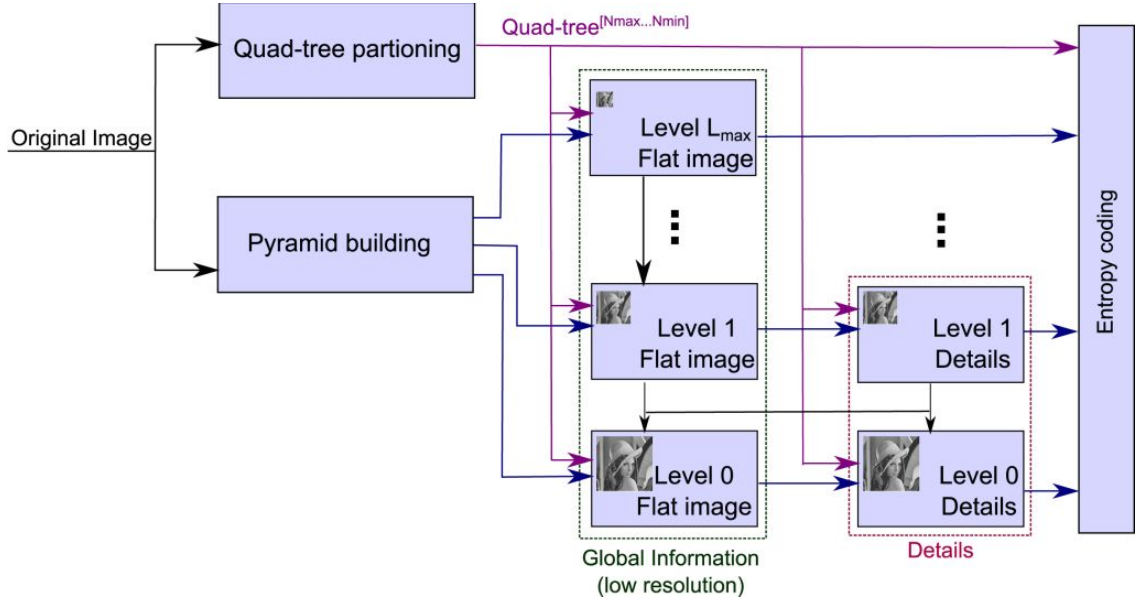 Quad-tree[Nmax...Nmin]
Quad-tree partioning
Original Image
Level Lmax
Flat image
Pyramid building
Level 1
Flat image
Level 1
Details
Level 0
Flat image
Level 0
Details
Entropy coding
Global Information
(low resolution)
Details